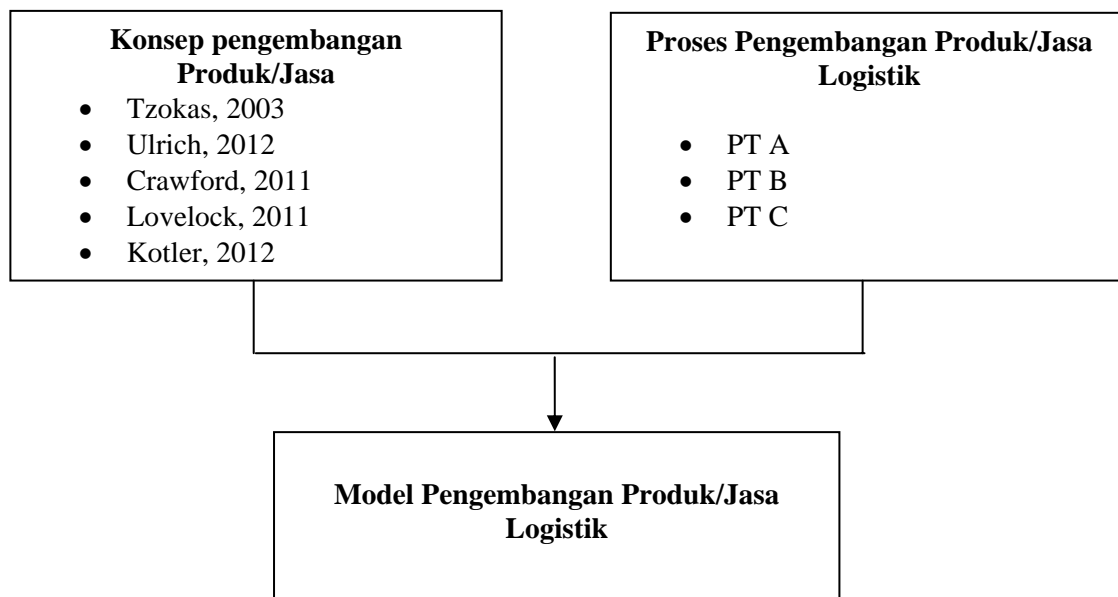 Konsep pengembangan
Produk/Jasa
• Tzokas, 2003
• Ulrich, 2012
• Crawford, 2011
• Lovelock, 2011
• Kotler, 2012
Proses Pengembangan Produk/Jasa
Logistik
• PT A
• PT B
• PT C
Model Pengembangan Produk/Jasa
Logistik